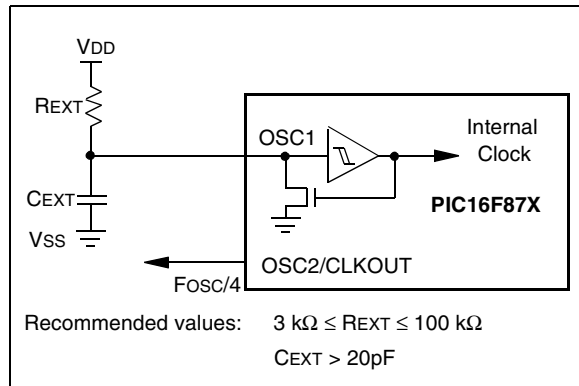 VDD
REXT
OSC1
Internal
Clock
CEXT
PIC16F87X
VSS
OSC2/CLKOUT
FOSC/4
Recommended values: 3 kΩ ≤ REXT ≤ 100 kΩ
CEXT > 20pF